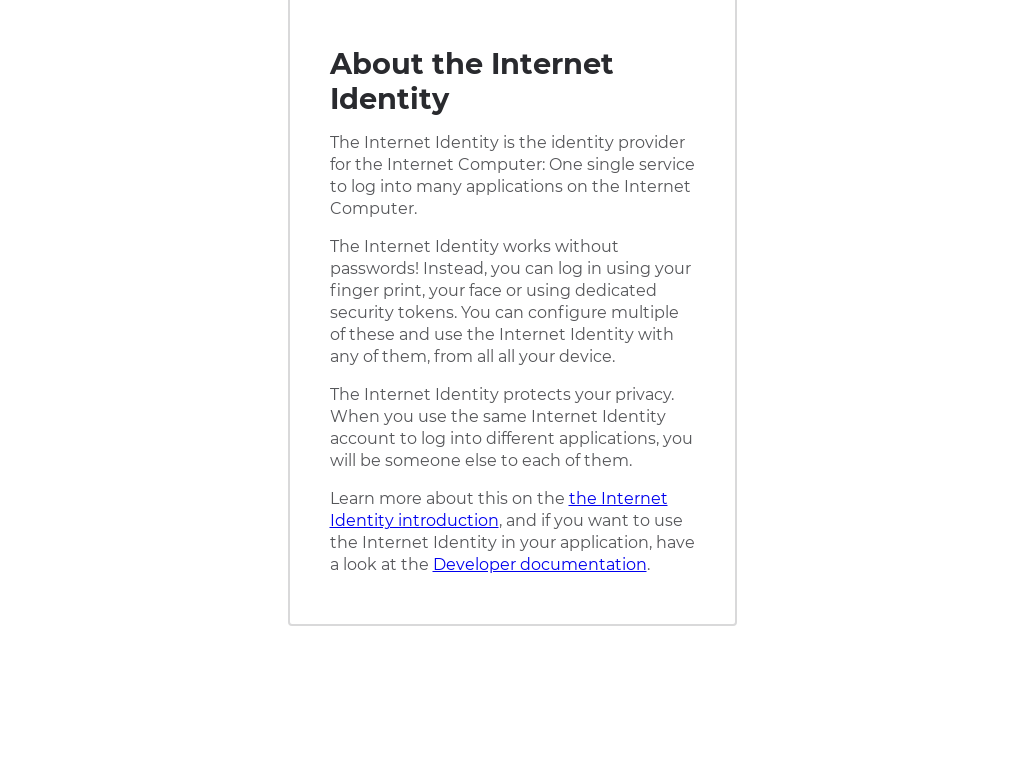 About the Internet
Identity
The Internet Identity is the identity provider
for the Internet Computer: One single service
to log into many applications on the Internet
Computer.
The Internet Identity works without
passwords! Instead, you can log in using your
finger print, your face or using dedicated
security tokens. You can configure multiple
of these and use the Internet Identity with
any of them, from all all your device.
The Internet Identity protects your privacy.
When you use the same Internet Identity
account to log into different applications, you
will be someone else to each of them.
Learn more about this on the the Internet
Identity introduction, and if you want to use
the Internet Identity in your application, have
a look at the Developer documentation.